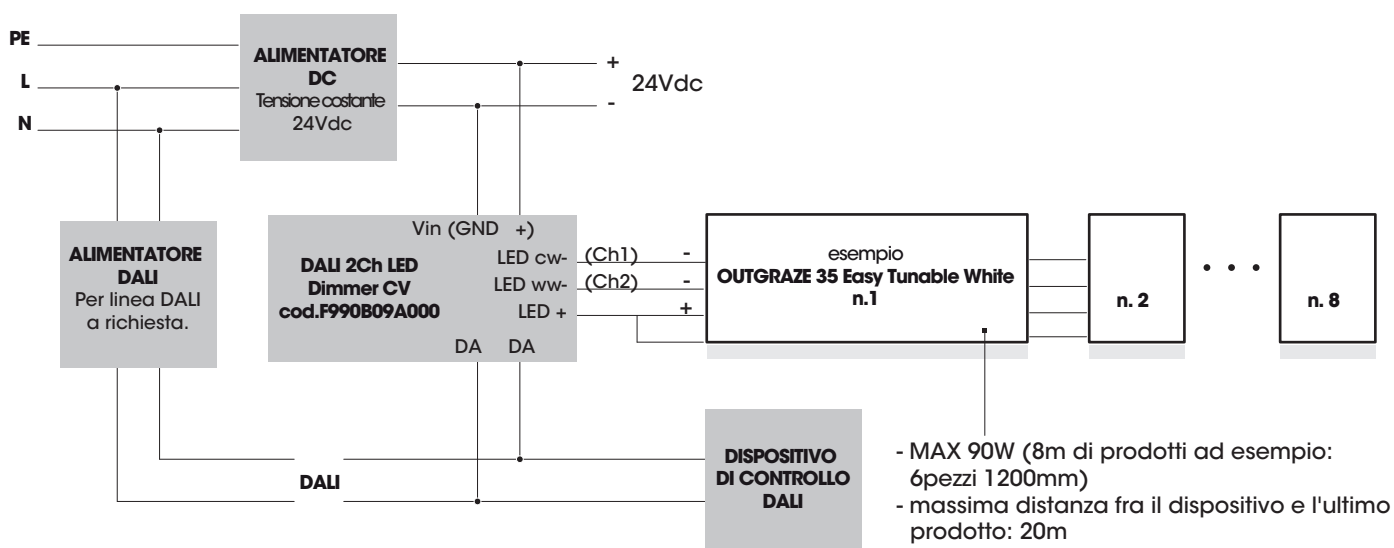 PE
L
N
ALIMENTATORE
DC
Tensione costante
24Vdc
+
-
24Vdc
ALIMENTATORE
DALI
Per linea DALI
a richiesta.
Vin (GND +)
DALI 2Ch LED
Dimmer CV
cod.F990B09A000
LED cw-
LED ww-
LED +
DA DA
(Ch1) -
(Ch2) -
+
esempio
OUTGRAZE 35 Easy Tunable White
n.1
n. 2
• • •
n. 8
DALI
DISPOSITIVO
DI CONTROLLO
DALI
- MAX 90W (8m di prodotti ad esempio:
6pezzi 1200mm)
- massima distanza fra il dispositivo e l'ultimo
prodotto: 20m